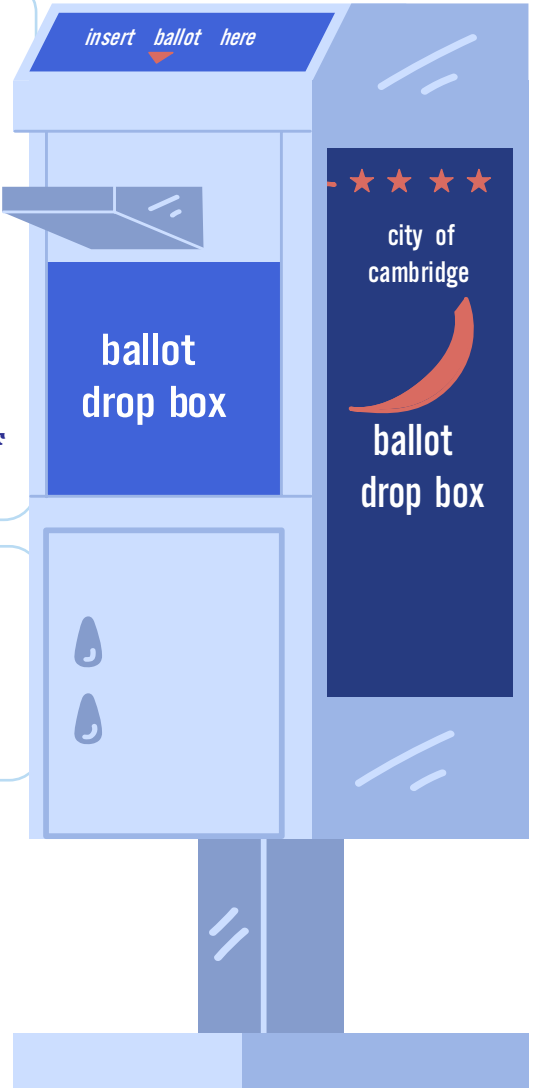 insert ballot here
ballot
drop box
city of
cambridge
ballot
drop box